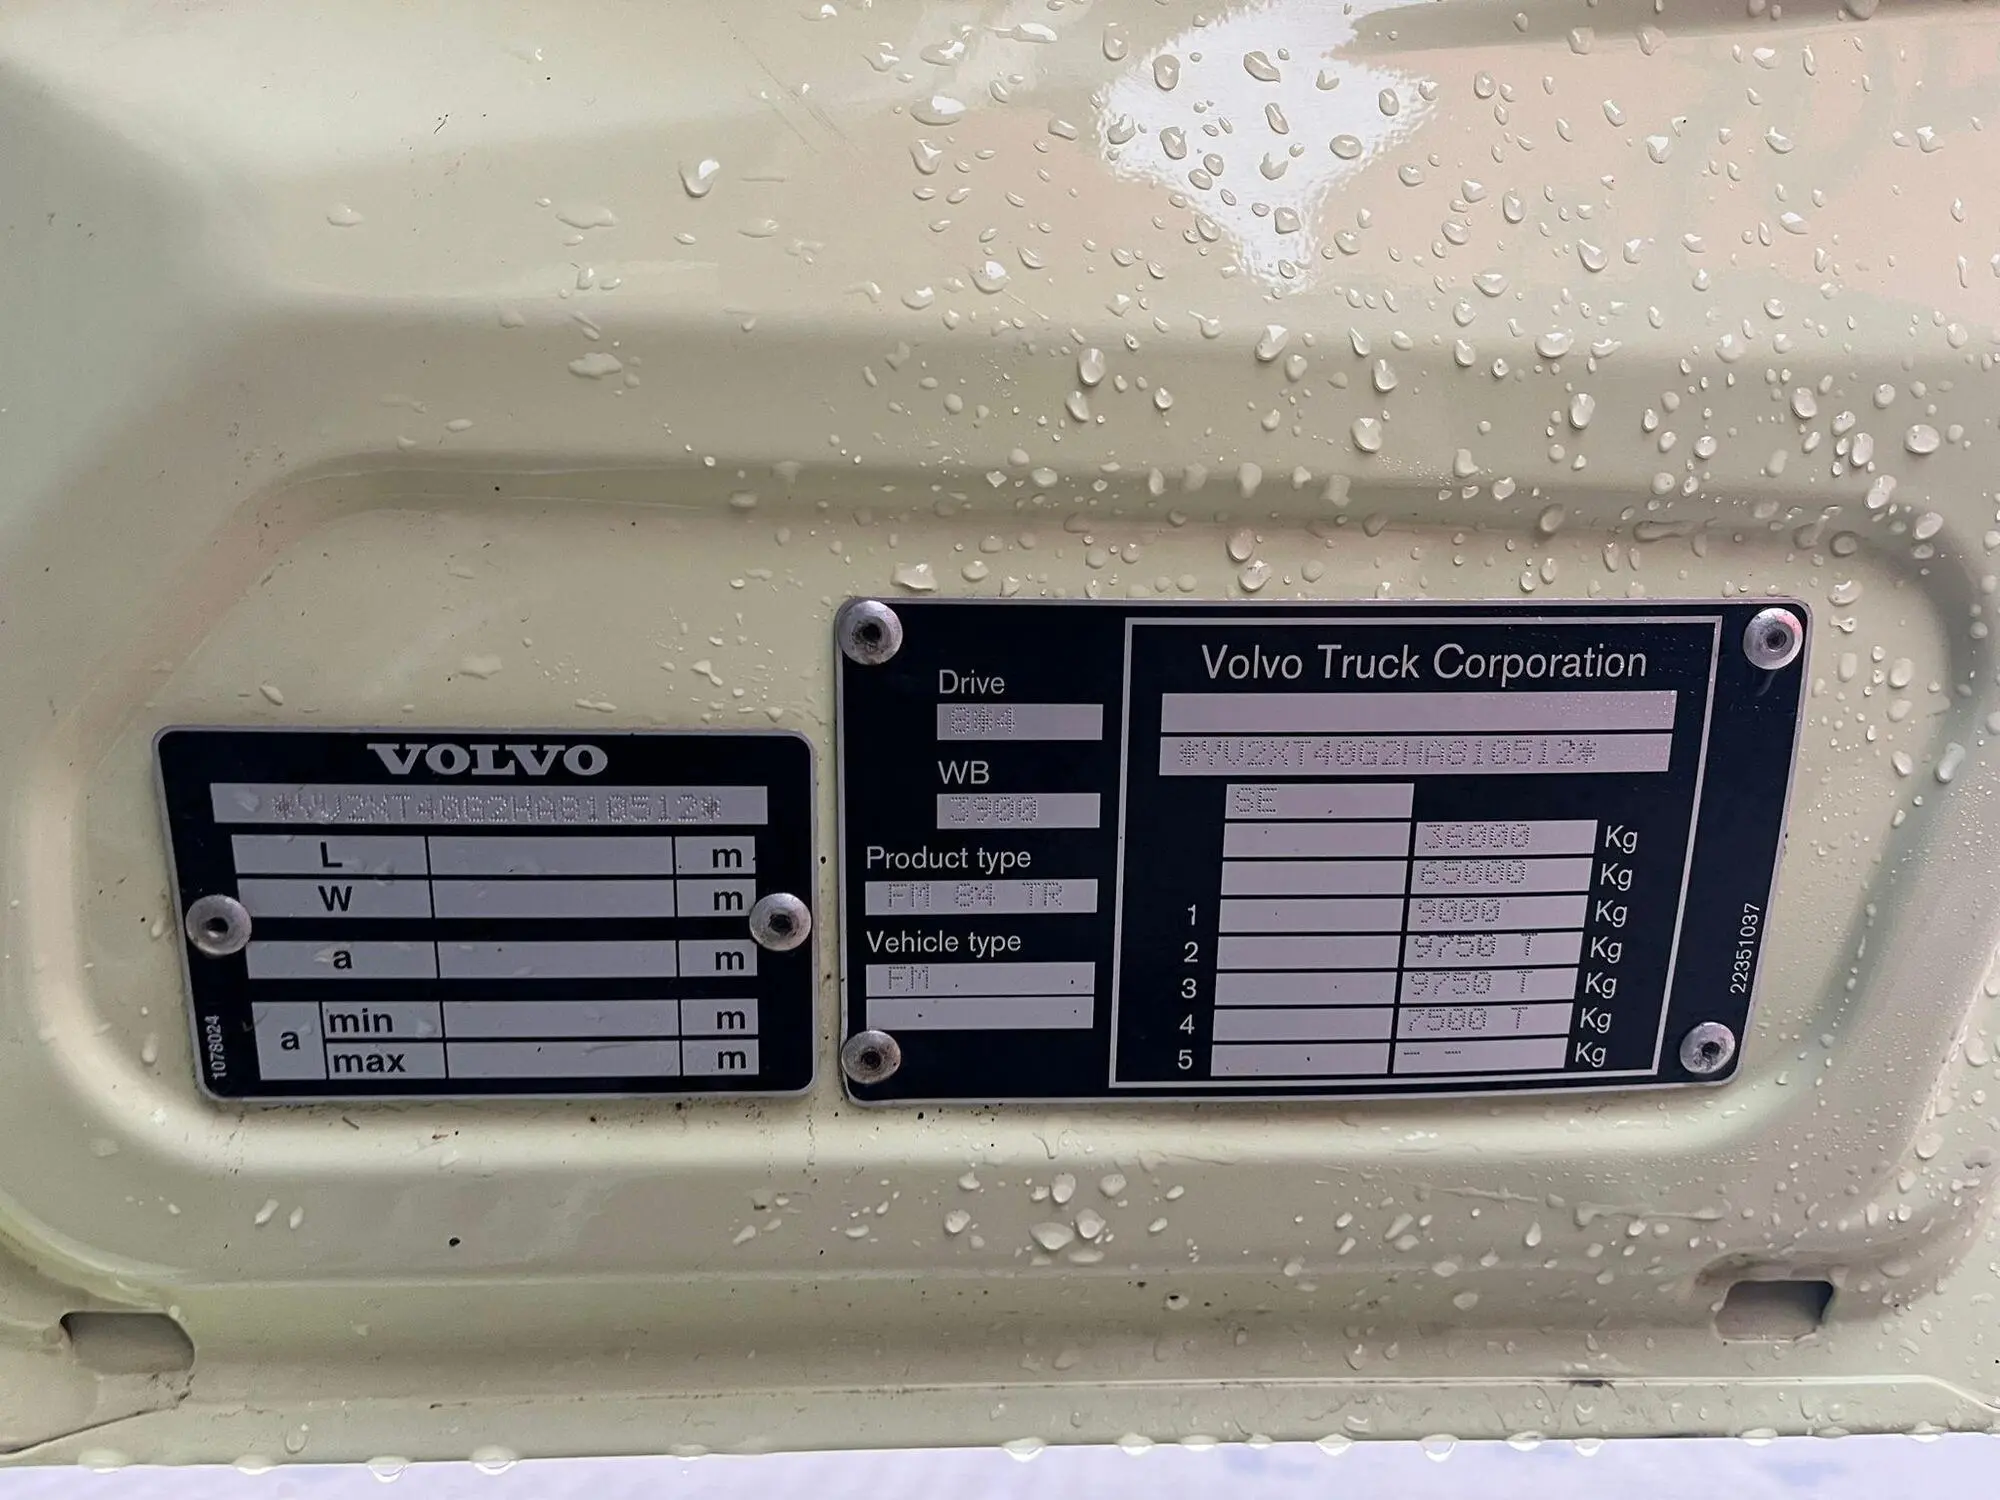 VOLVO
*YV2XT40G2HA810512*
L m
W m
a m
a min m
max m
1078024
Drive
8*4
WB
3900
Product type
FM 84 TR
Vehicle type
FM
Volvo Truck Corporation
*YV2XT40G2HA810512*
SE
36000 Kg
65000 Kg
1 9000 Kg
2 9750 T Kg
3 9750 T Kg
4 7500 T Kg
5 -- -- Kg
22351037